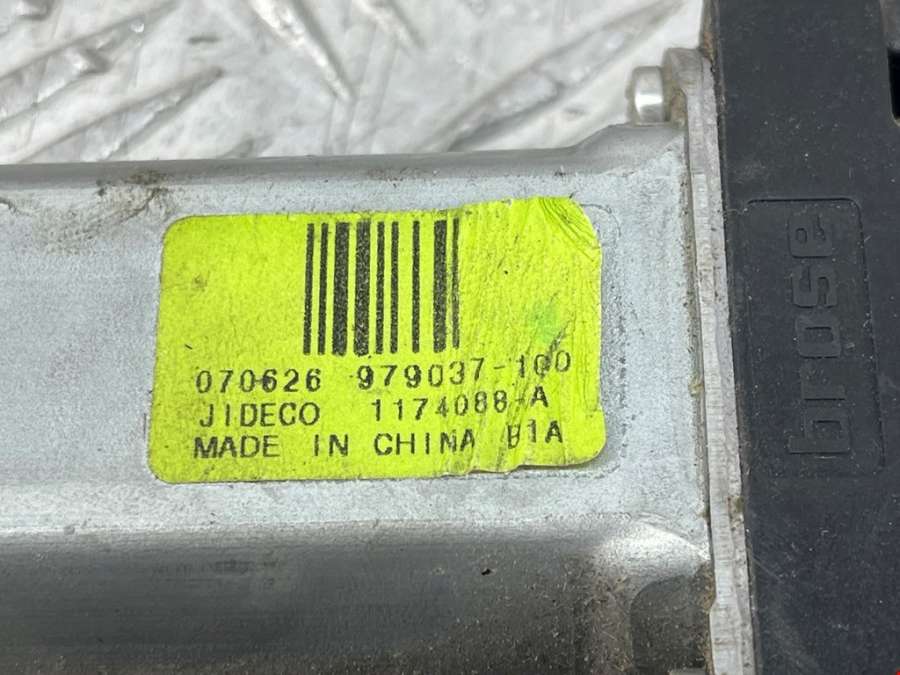 070626 979037-100
JIDECO 1174088-A
MADE IN CHINA B1A
brose